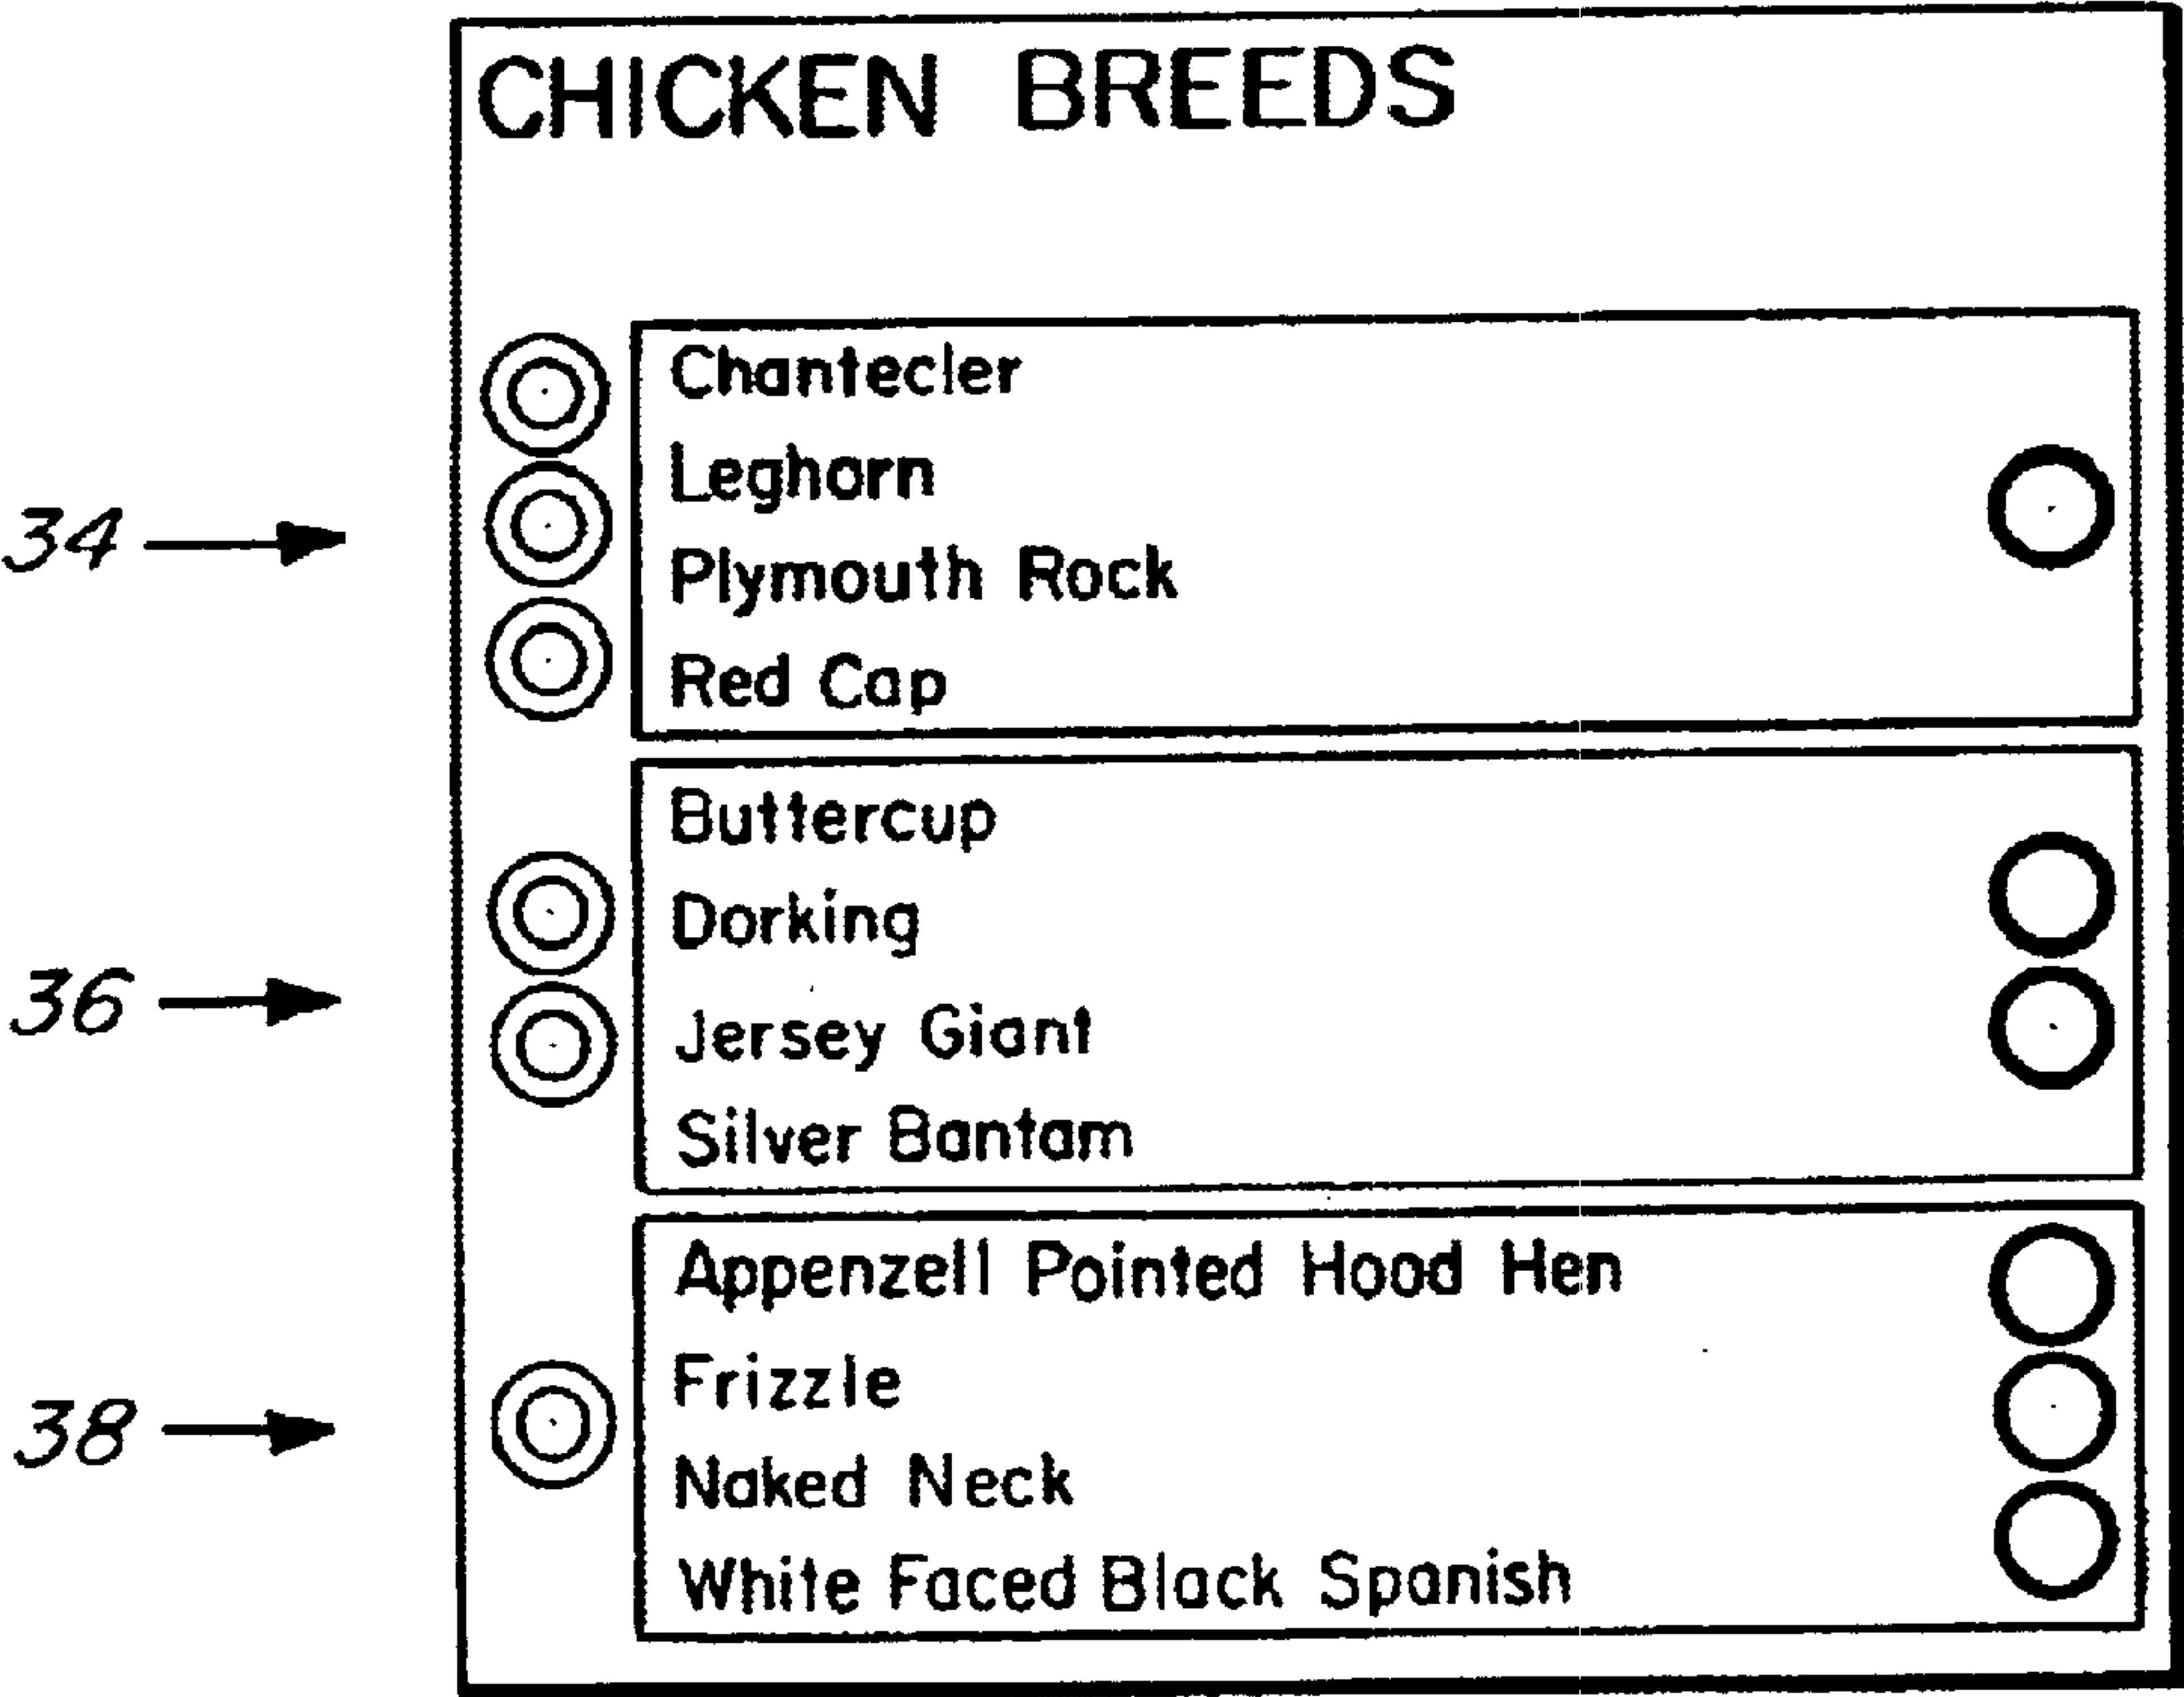 CHICKEN BREEDS
Chantecler
Leghorn
34
Plymouth Rock
Red Cap
Buttercup
Dorking
36
Jersey Giant
Silver Bantam
Appenzell Pointed Hood Hen
Frizzle
38
Naked Neck
White Faced Black Spanish